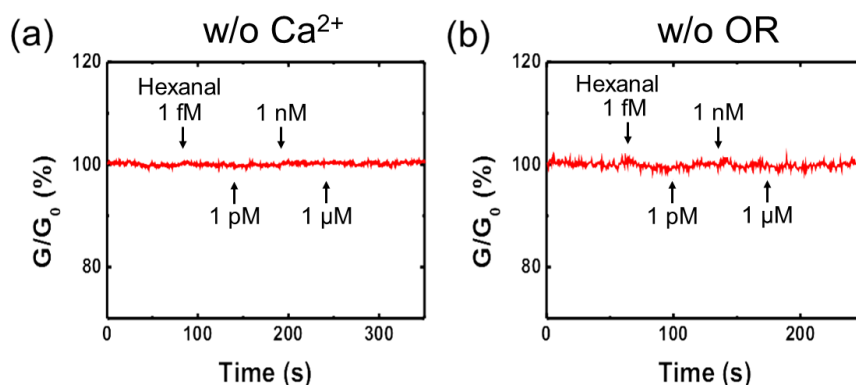 (a) w/o Ca²⁺
120
100
80
G/G₀ (%)
Hexanal
1 fM
1 nM
1 pM
1 µM
0 100 200 300
Time (s)
(b) w/o OR
120
100
80
G/G₀ (%)
Hexanal
1 fM
1 nM
1 pM
1 µM
0 100 200
Time (s)